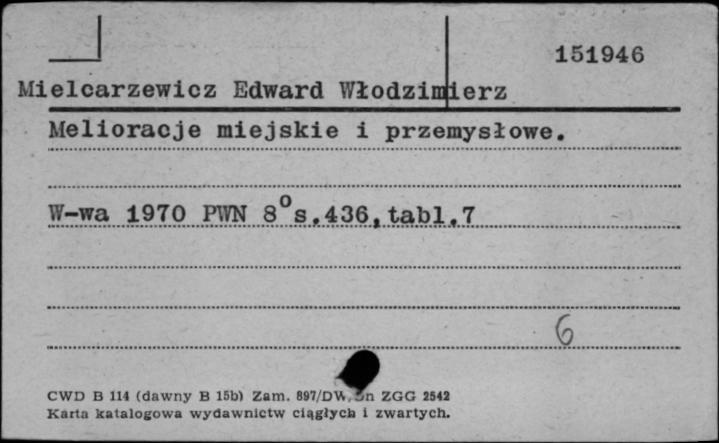 151946
Mielcarzewicz Edward Włodzimierz
Melioracje miejskie i przemysłowe.
W-wa 1970 PWN 8° s.436,tabl.7
6
CWD B 114 (dawny B 15b) Zam. 897/DW, ZGG 2542
Karta katalogowa wydawnictw ciągłych i zwartych.